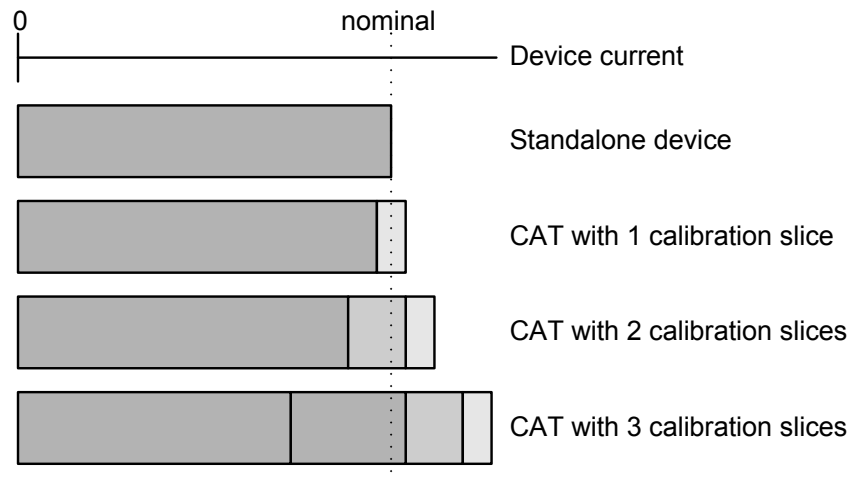 0
nominal
Device current
Standalone device
CAT with 1 calibration slice
CAT with 2 calibration slices
CAT with 3 calibration slices